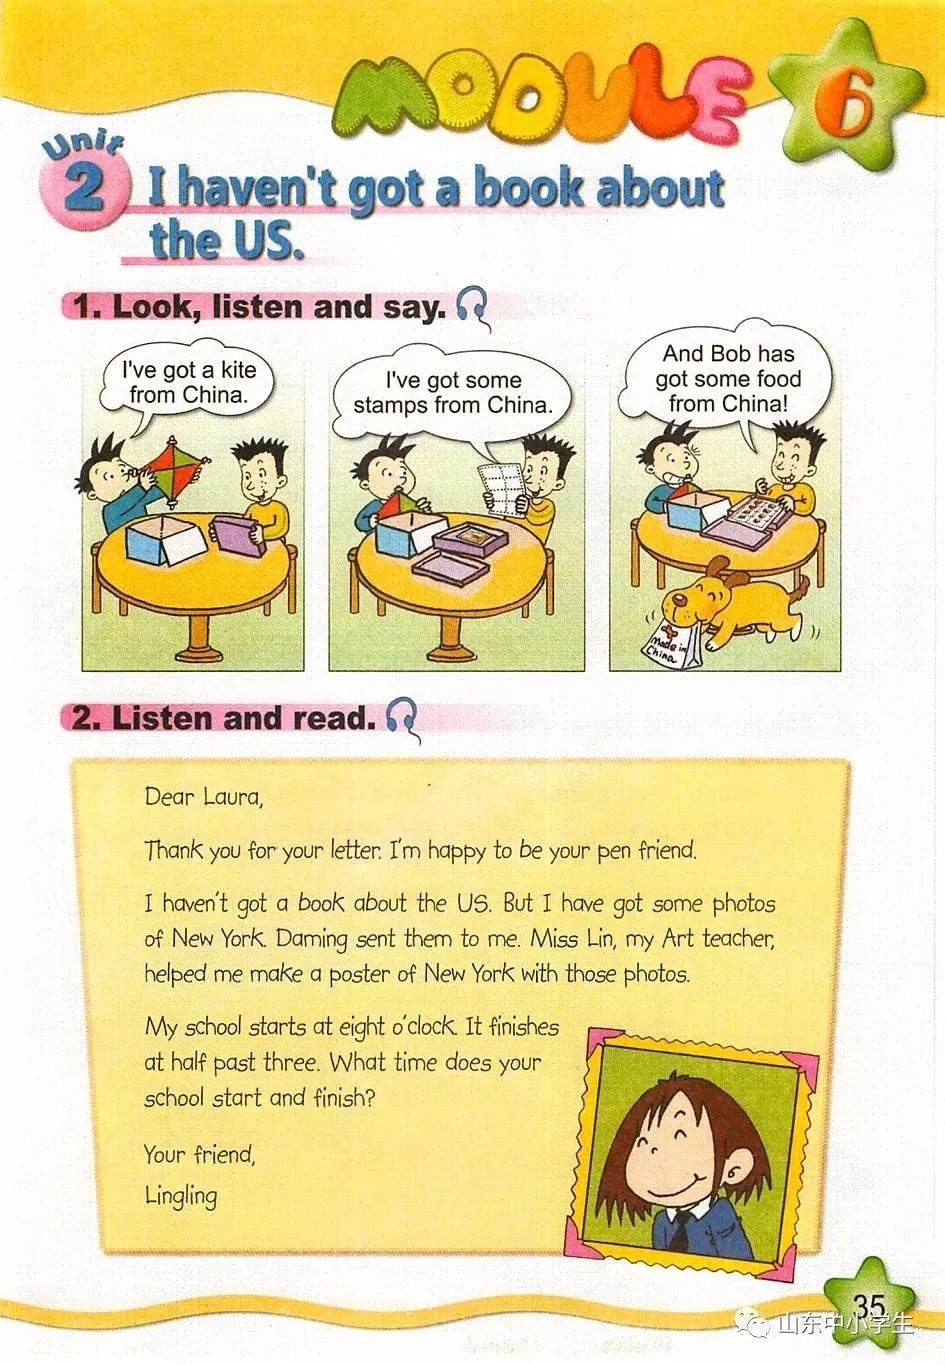 MODULE 6
Unit 2
I haven't got a book about
the US.
1. Look, listen and say.
I've got a kite
from China.
I've got some
stamps from China.
And Bob has
got some food
from China!
Made in
China
2. Listen and read.
Dear Laura,
Thank you for your letter. I'm happy to be your pen friend.
I haven't got a book about the US. But I have got some photos
of New York. Daming sent them to me. Miss Lin, my Art teacher,
helped me make a poster of New York with those photos.
My school starts at eight o'clock. It finishes
at half past three. What time does your
school start and finish?
Your friend,
Lingling
35
山东中小学生